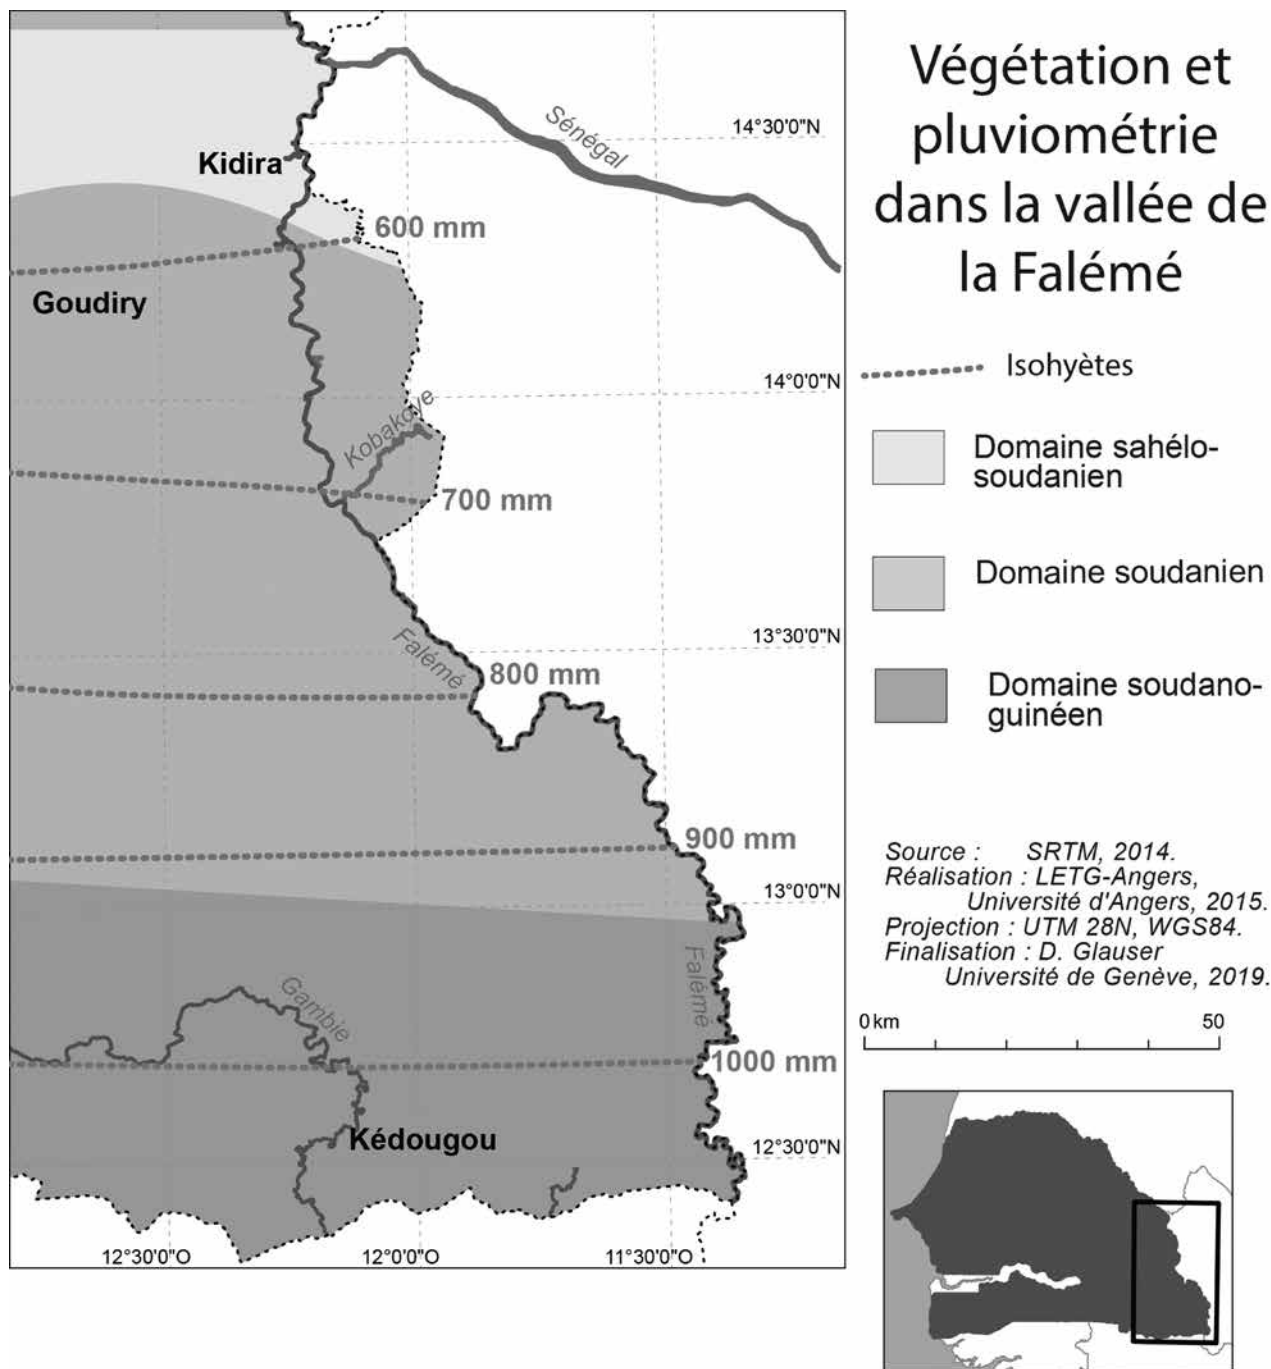 Végétation et
pluviométrie
dans la vallée de
la Falémé
Isohyètes
Domaine sahélo-
soudanien
Domaine soudanien
Domaine soudano-
guinéen
Source : SRTM, 2014.
Réalisation : LETG-Angers,
Université d'Angers, 2015.
Projection : UTM 28N, WGS84.
Finalisation : D. Glauser
Université de Genève, 2019.
0 km 50
Sénégal
14°30'0"N
Kidira
600 mm
Goudiry
14°0'0"N
Kobakoye
700 mm
13°30'0"N
Falémé
800 mm
900 mm
13°0'0"N
Falémé
Gambie
1000 mm
Kédougou
12°30'0"N
12°30'0"O
12°0'0"O
11°30'0"O